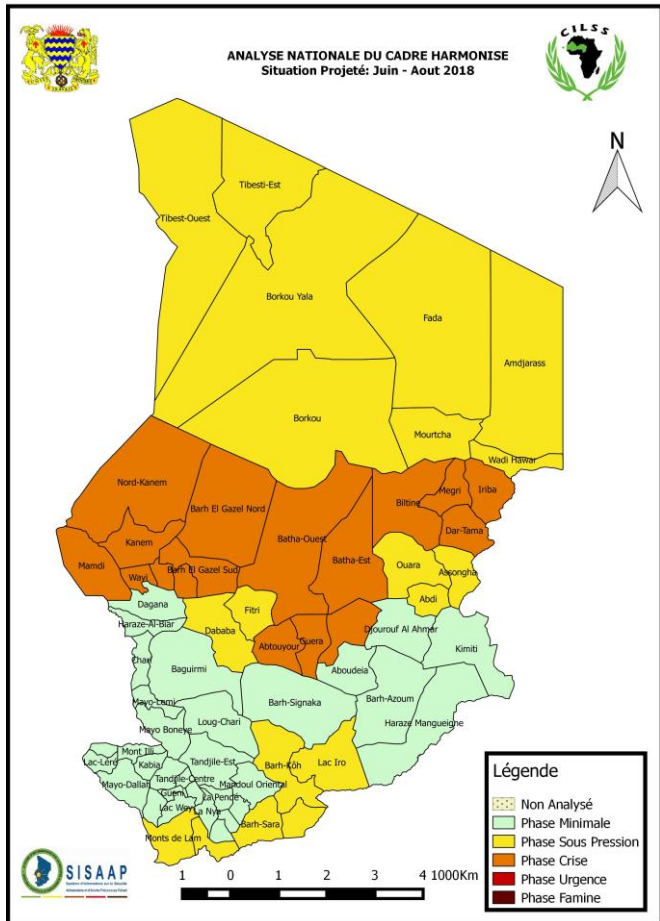 CILSS
ANALYSE NATIONALE DU CADRE HARMONISE
Situation Projeté: Juin - Aout 2018
N
Tibesti-Est
Tibest-Ouest
Borkou Yala
Fada
Amdjarass
Borkou
Mourtcha
Wadi Hawar
Nord-Kanem
Barh El Gazel Nord
Biltine
Megri
Iriba
Batha-Ouest
Dar-Tama
Kanem
Batha-Est
Mamdi
Wayi
Barh El Gazel Sud
Ouara
Assongha
Abdi
Dagana
Fitri
Haraze-Al-Biar
Dababa
Djourouf Al Ahmar
Abtouyour
Guera
Kimiti
Chari
Baguirmi
Aboudeia
Barh-Signaka
Barh-Azoum
Mayo-Lemi
Loug-Chari
Haraze Mangueigne
Mayo Boneye
Mont Illi
Lac-Léré
Kabia
Tandjile-Est
Barh-Kôh
Lac Iro
Tandjile-Centre
Mayo-Dallah
Mandoul Oriental
Gueni
La Pende
Lac Wey
La Nya
Barh-Sara
Monts de Lam
Légende
Non Analysé
Phase Minimale
Phase Sous Pression
Phase Crise
Phase Urgence
Phase Famine
SISAAP
1 0 1 2 3 4 1000Km